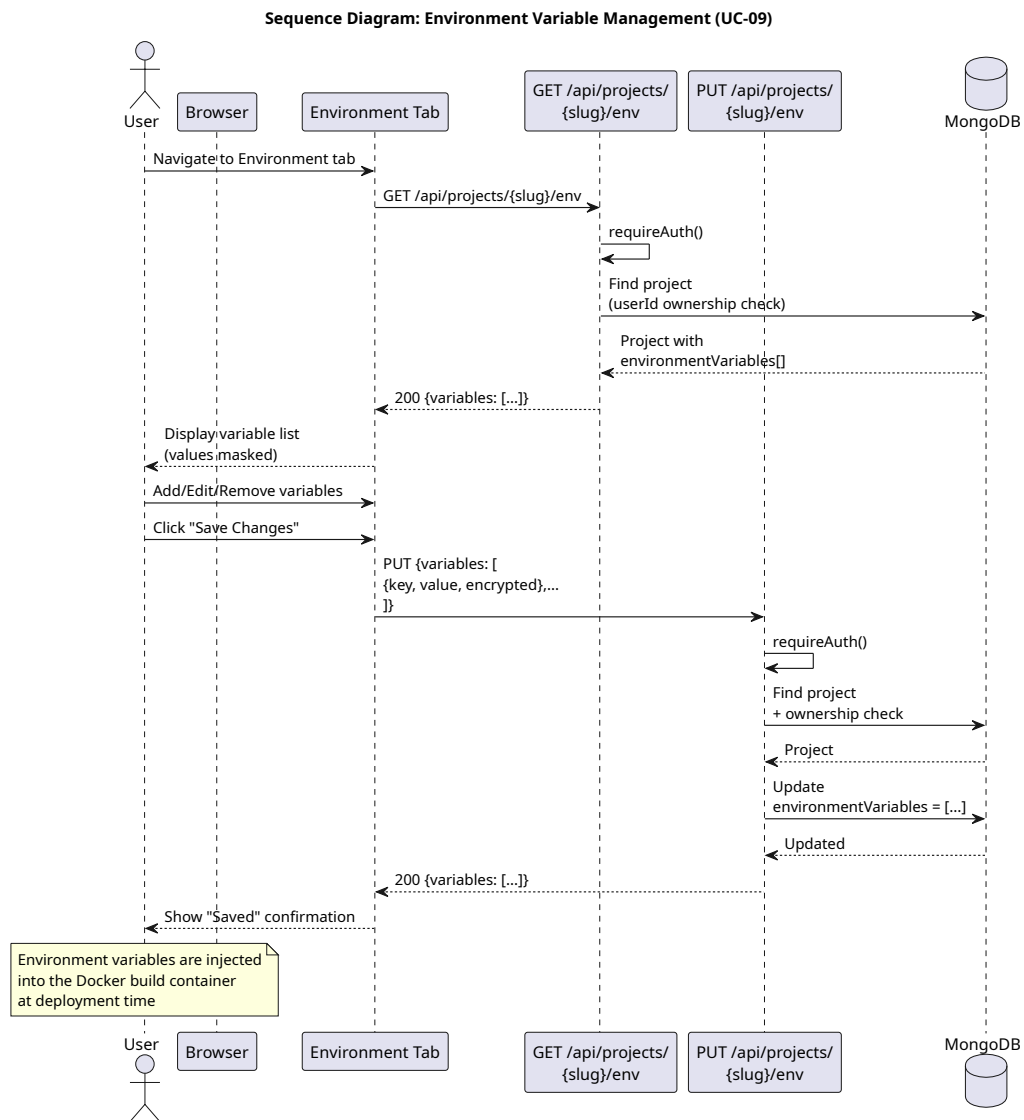 Sequence Diagram: Environment Variable Management (UC-09)
User
Browser
Environment Tab
GET /api/projects/
{slug}/env
PUT /api/projects/
{slug}/env
MongoDB
Navigate to Environment tab
GET /api/projects/{slug}/env
requireAuth()
Find project
(userId ownership check)
Project with
environmentVariables[]
200 {variables: [...]}
Display variable list
(values masked)
Add/Edit/Remove variables
Click "Save Changes"
PUT {variables: [
{key, value, encrypted},...
]}
requireAuth()
Find project
+ ownership check
Project
Update
environmentVariables = [...]
Updated
200 {variables: [...]}
Show "Saved" confirmation
Environment variables are injected
into the Docker build container
at deployment time
User
Browser
Environment Tab
GET /api/projects/
{slug}/env
PUT /api/projects/
{slug}/env
MongoDB